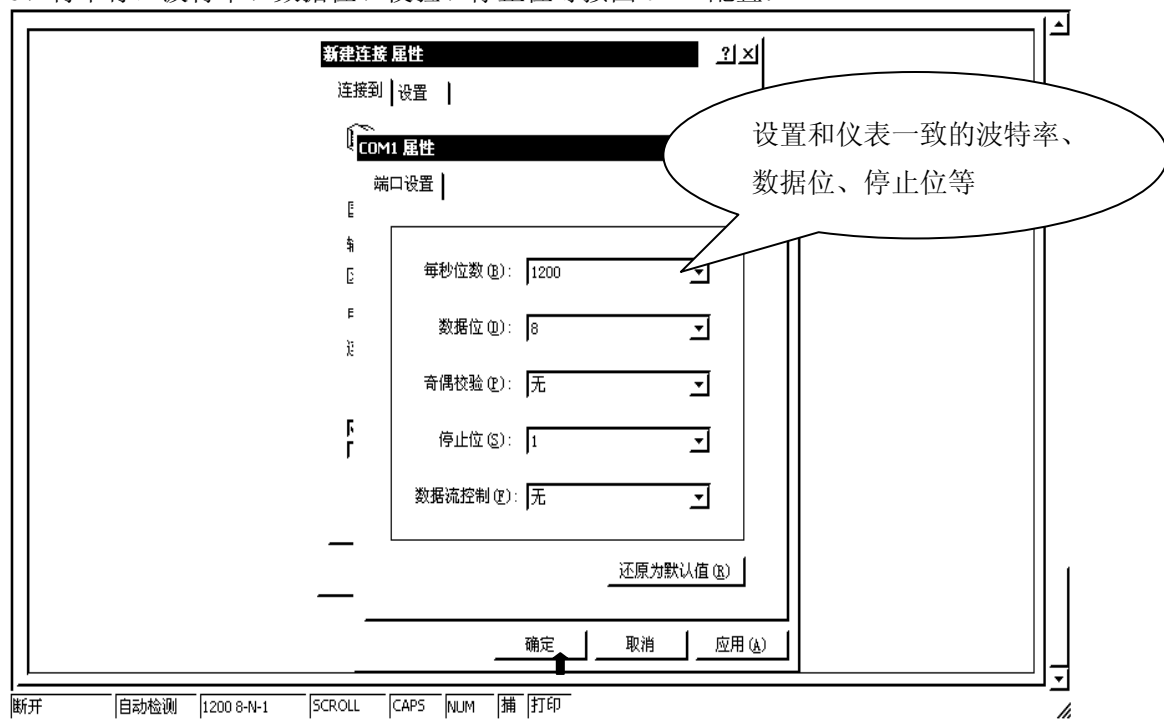 新建连接 属性
连接到 设置
COM1 属性
端口设置
设置和仪表一致的波特率、
数据位、停止位等
每秒位数(B): 1200
数据位(D): 8
奇偶校验(P): 无
停止位(S): 1
数据流控制(F): 无
还原为默认值(R)
确定 取消 应用(A)
断开 自动检测 1200 8-N-1 SCROLL CAPS NUM 捕 打印